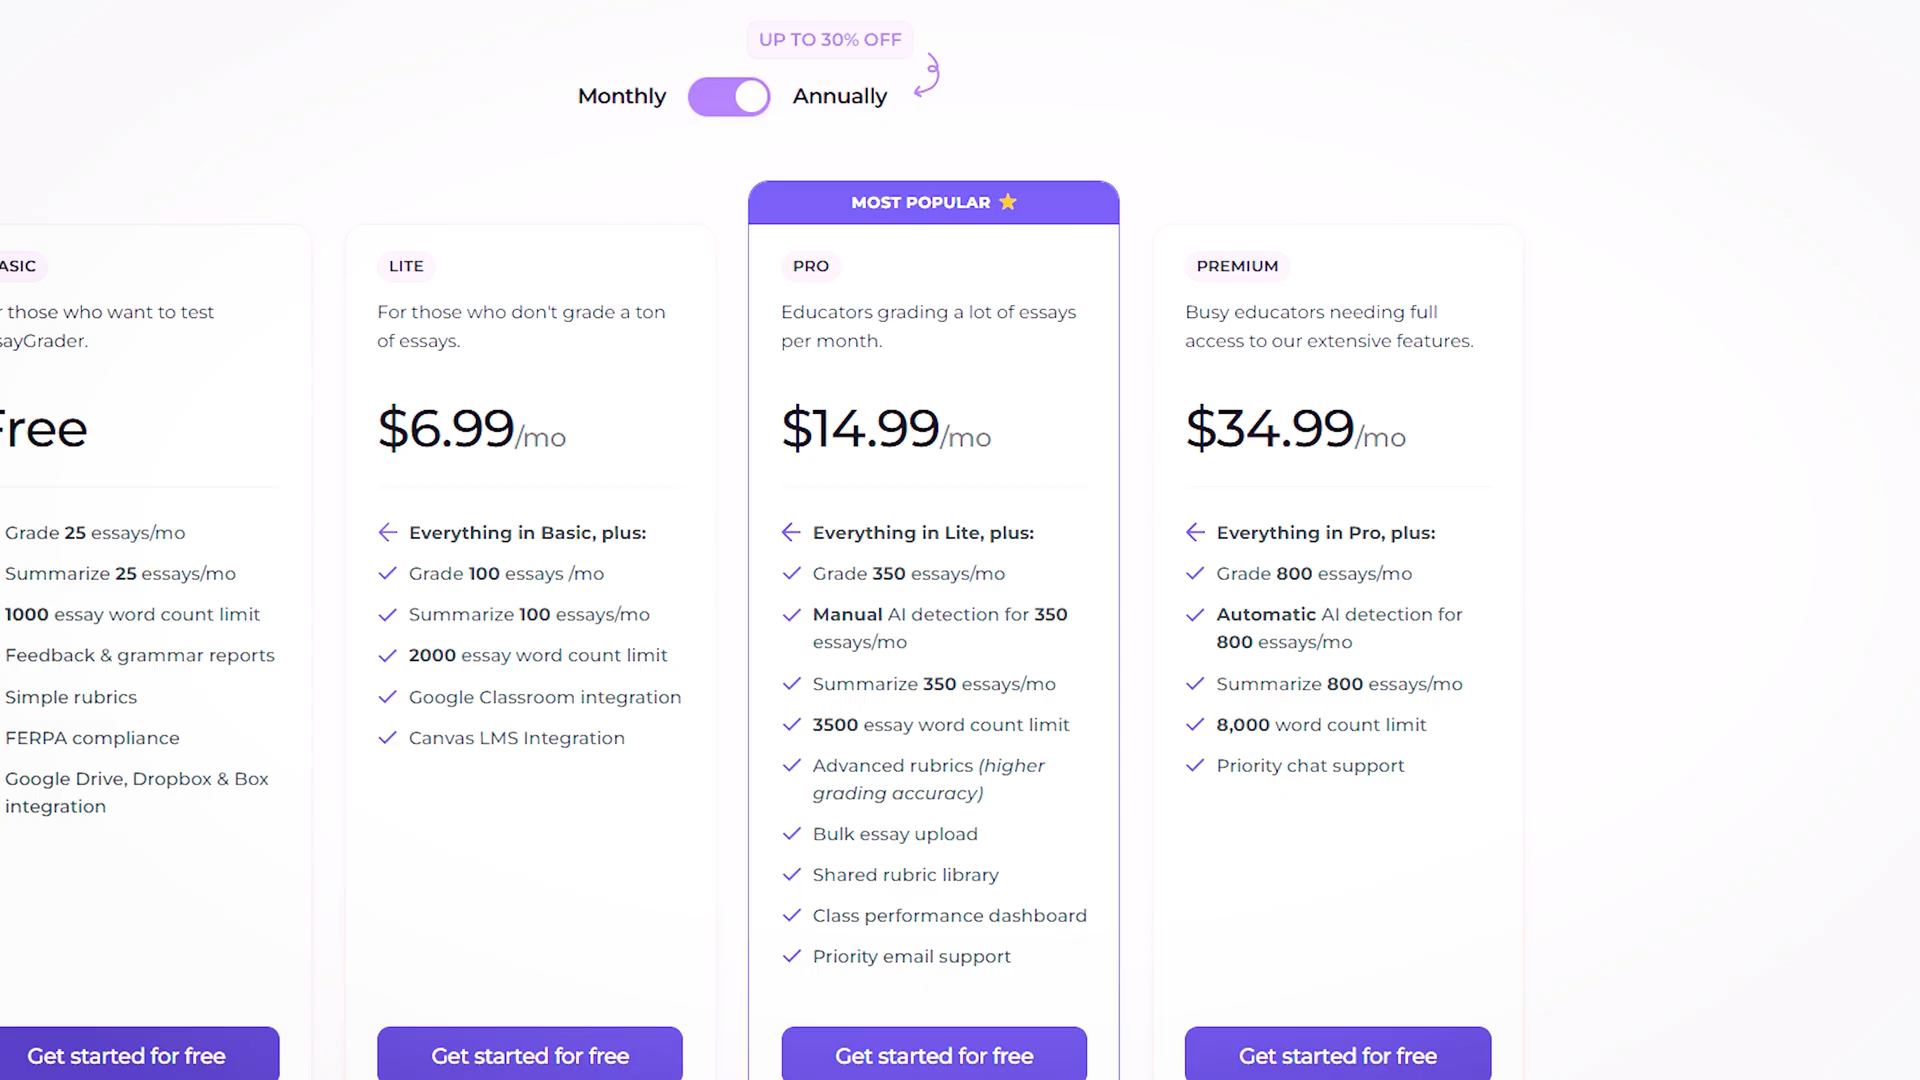 UP TO 30% OFF
Monthly
Annually
MOST POPULAR
ASIC
those who want to test
sayGrader.
Free
Grade 25 essays/mo
Summarize 25 essays/mo
1000 essay word count limit
Feedback & grammar reports
Simple rubrics
FERPA compliance
Google Drive, Dropbox & Box
integration
Get started for free
LITE
For those who don't grade a ton
of essays.
$6.99/mo
Everything in Basic, plus:
Grade 100 essays /mo
Summarize 100 essays/mo
2000 essay word count limit
Google Classroom integration
Canvas LMS Integration
Get started for free
PRO
Educators grading a lot of essays
per month.
$14.99/mo
Everything in Lite, plus:
Grade 350 essays/mo
Manual AI detection for 350
essays/mo
Summarize 350 essays/mo
3500 essay word count limit
Advanced rubrics (higher
grading accuracy)
Bulk essay upload
Shared rubric library
Class performance dashboard
Priority email support
Get started for free
PREMIUM
Busy educators needing full
access to our extensive features.
$34.99/mo
Everything in Pro, plus:
Grade 800 essays/mo
Automatic AI detection for
800 essays/mo
Summarize 800 essays/mo
8,000 word count limit
Priority chat support
Get started for free